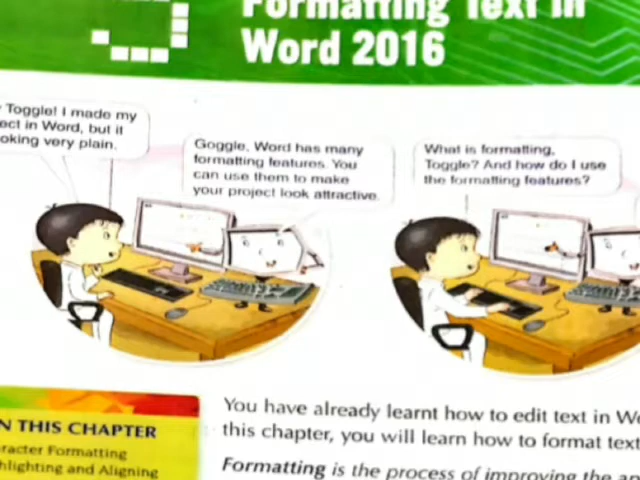 Formatting Text in
Word 2016
Toggle! I made my
in Word, but it
very plain.
Goggle, Word has many
formatting features. You
can use them to make
your project look attractive.
What is formatting,
Toggle? And how do I use
the formatting features?
THIS CHAPTER
Formatting
and Aligning
You have already learnt how to edit text in
this chapter, you will learn how to format text
Formatting is the process of improving the